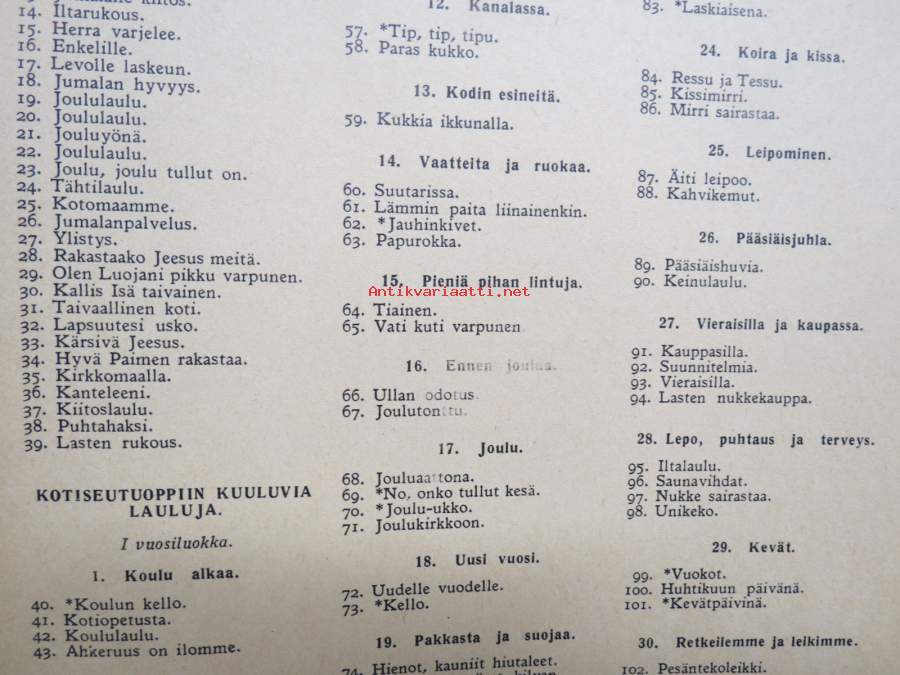 14. Iltarukous.
15. Herra varjelee.
16. Enkelille.
17. Levolle laskeun.
18. Jumalan hyvyys.
19. Joululaulu.
20. Joululaulu.
21. Jouluyönä.
22. Joululaulu.
23. Joulu, joulu tullut on.
24. Tähtilaulu.
25. Kotomaamme.
26. Jumalanpalvelus.
27. Ylistys.
28. Rakastaako Jeesus meitä.
29. Olen Luojani pikku varpunen.
30. Kallis Isä taivainen.
31. Taivaallinen koti.
32. Lapsuutesi usko.
33. Kärsivä Jeesus.
34. Hyvä Paimen rakastaa.
35. Kirkkomaalla.
36. Kanteleeni.
37. Kiitoslaulu.
38. Puhtahaksi.
39. Lasten rukous.
KOTISEUTUOPPIIN KUULUVIA
LAULUJA.
I vuosiluokka.
1. Koulu alkaa.
40. *Koulun kello.
41. Kotiopetusta.
42. Koululaulu.
43. Ahkeruus on ilomme.
12. Kanalassa.
57. *Tip, tip, tipu.
58. Paras kukko.
13. Kodin esineitä.
59. Kukkia ikkunalla.
14. Vaatteita ja ruokaa.
60. Suutarissa.
61. Lämmin paita liinainenkin.
62. *Jauhinkivet.
63. Papurokka.
15. Pieniä pihan lintuja.
Antikvariaatti.net
64. Tiainen.
65. Vati kuti varpunen
16. Ennen joulua.
66. Ullan odotus.
67. Joulutonttu.
17. Joulu.
68. Jouluaattona.
69. *No, onko tullut kesä.
70. *Joulu-ukko.
71. Joulukirkkoon.
18. Uusi vuosi.
72. Uudelle vuodelle.
73. *Kello.
19. Pakkasta ja suojaa.
74. Hienot, kauniit hiutaleet.
83. *Laskiaisena.
24. Koira ja kissa.
84. Ressu ja Tessu.
85. Kissimirri.
86. Mirri sairastaa.
25. Leipominen.
87. Äiti leipoo.
88. Kahvikemut.
26. Pääsiäisjuhla.
89. Pääsiäishuvia.
90. Keinulaulu.
27. Vieraisilla ja kaupassa.
91. Kauppasilla.
92. Suunnitelmia.
93. Vieraisilla.
94. Lasten nukkekauppa.
28. Lepo, puhtaus ja terveys.
95. Iltalaulu.
96. Saunavihdat.
97. Nukke sairastaa.
98. Unikeko.
29. Kevät.
99. *Vuokot.
100. Huhtikuun päivänä.
101. *Kevätpäivinä.
30. Retkeilemme ja leikimme.
102. Pesäntekoleikki.